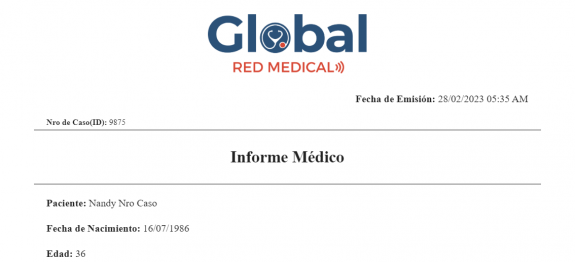 Global
RED MEDICAL
Fecha de Emisión: 28/02/2023 05:35 AM
Nro de Caso(ID): 9875
Informe Médico
Paciente: Nandy Nro Caso
Fecha de Nacimiento: 16/07/1986
Edad: 36